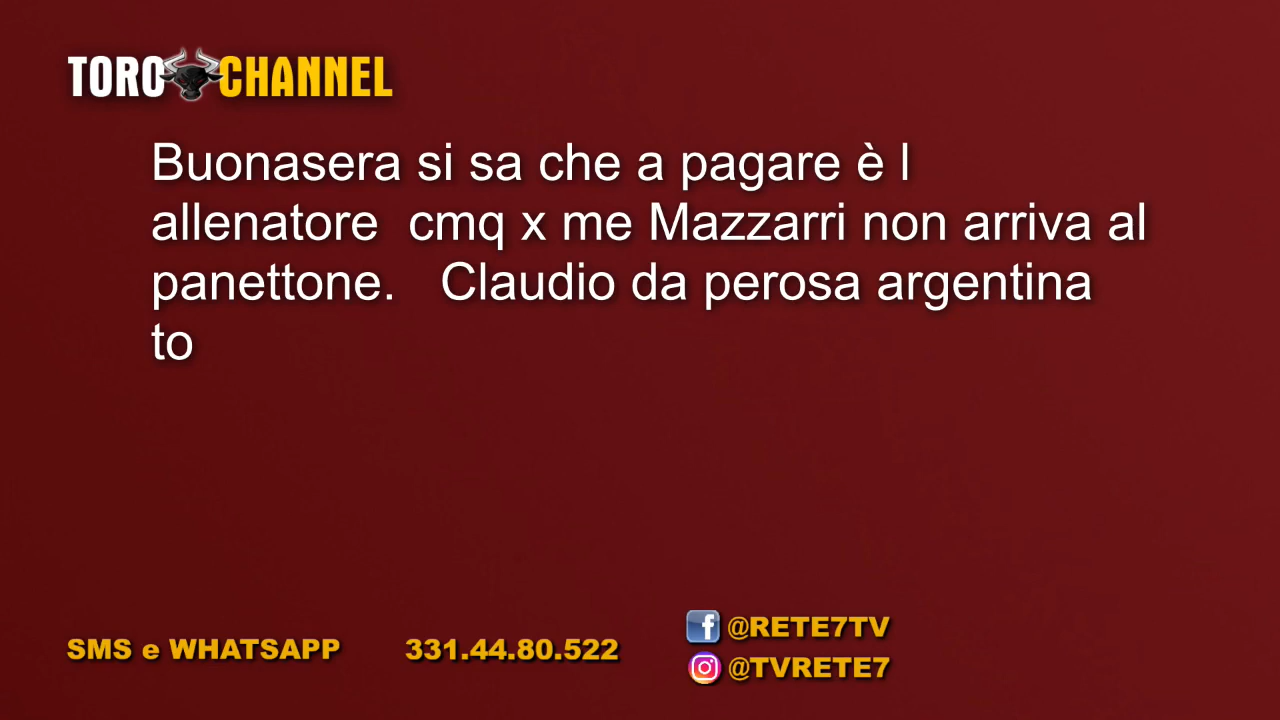 TORO CHANNEL
Buonasera si sa che a pagare è l
allenatore  cmq x me Mazzarri non arriva al
panettone.   Claudio da perosa argentina
to
SMS e WHATSAPP 331.44.80.522
@RETE7TV
@TVRETE7